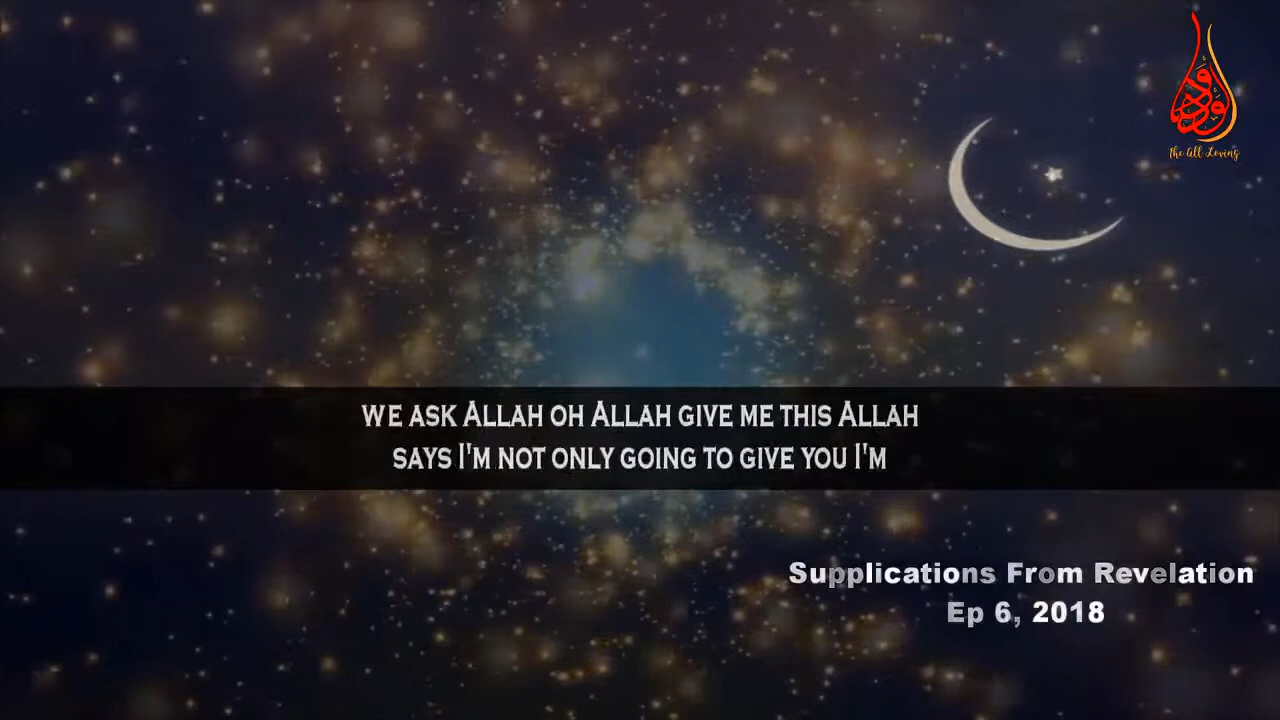 الودود
The All Loving
WE ASK ALLAH OH ALLAH GIVE ME THIS ALLAH
SAYS I'M NOT ONLY GOING TO GIVE YOU I'M
Supplications From Revelation
Ep 6, 2018